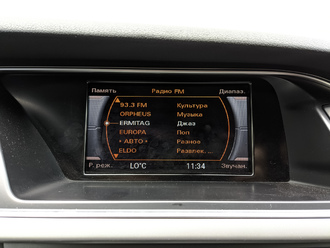 Память Радио FM Диапаз.
93.3 FM Культура
ORPHEUS Музыка
ERMITAG Джаз
EUROPA Поп
• АВТО • Разное
ELDO Развлек...
Р. реж. LO°C 11:34 Звучан.